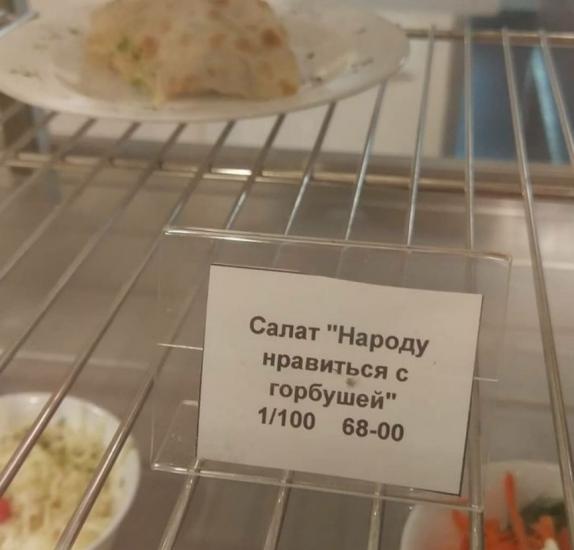 Салат "Народу
нравиться с
горбушей"
1/100 68-00